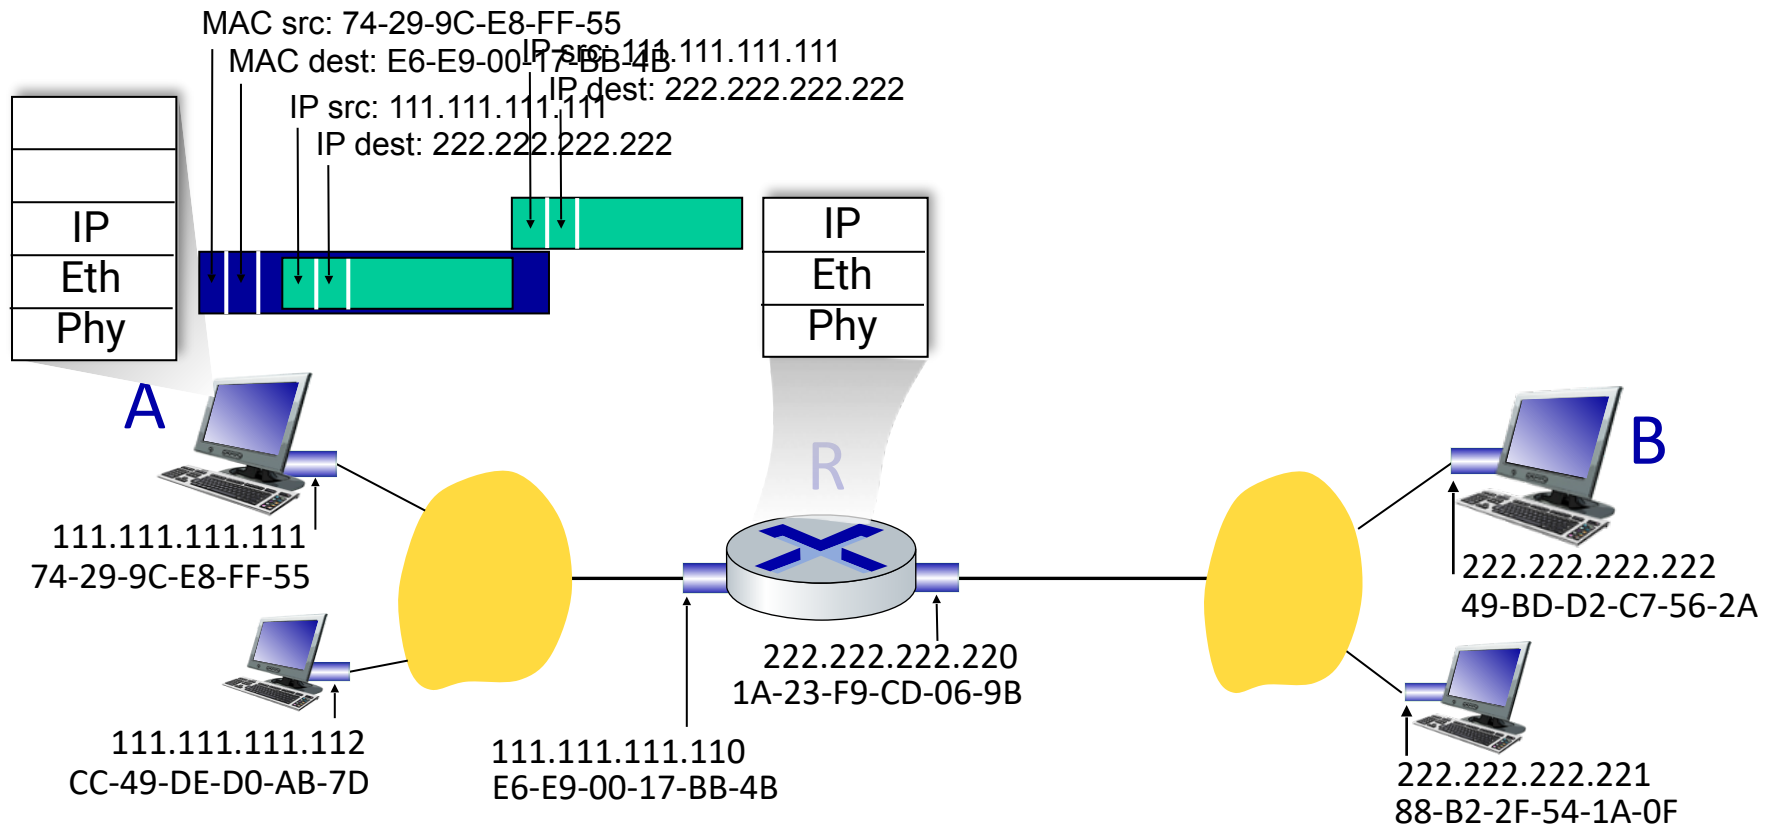 MAC src: 74-29-9C-E8-FF-55
MAC dest: E6-E9-00-17-BB-4B
IP src: 111.111.111.111
IP dest: 222.222.222.222
IP src: 111.111.111.111
IP dest: 222.222.222.222
IP
Eth
Phy
IP
Eth
Phy
A
R
B
111.111.111.111
74-29-9C-E8-FF-55
222.222.222.222
49-BD-D2-C7-56-2A
222.222.222.220
1A-23-F9-CD-06-9B
111.111.111.112
CC-49-DE-D0-AB-7D
111.111.111.110
E6-E9-00-17-BB-4B
222.222.222.221
88-B2-2F-54-1A-0F